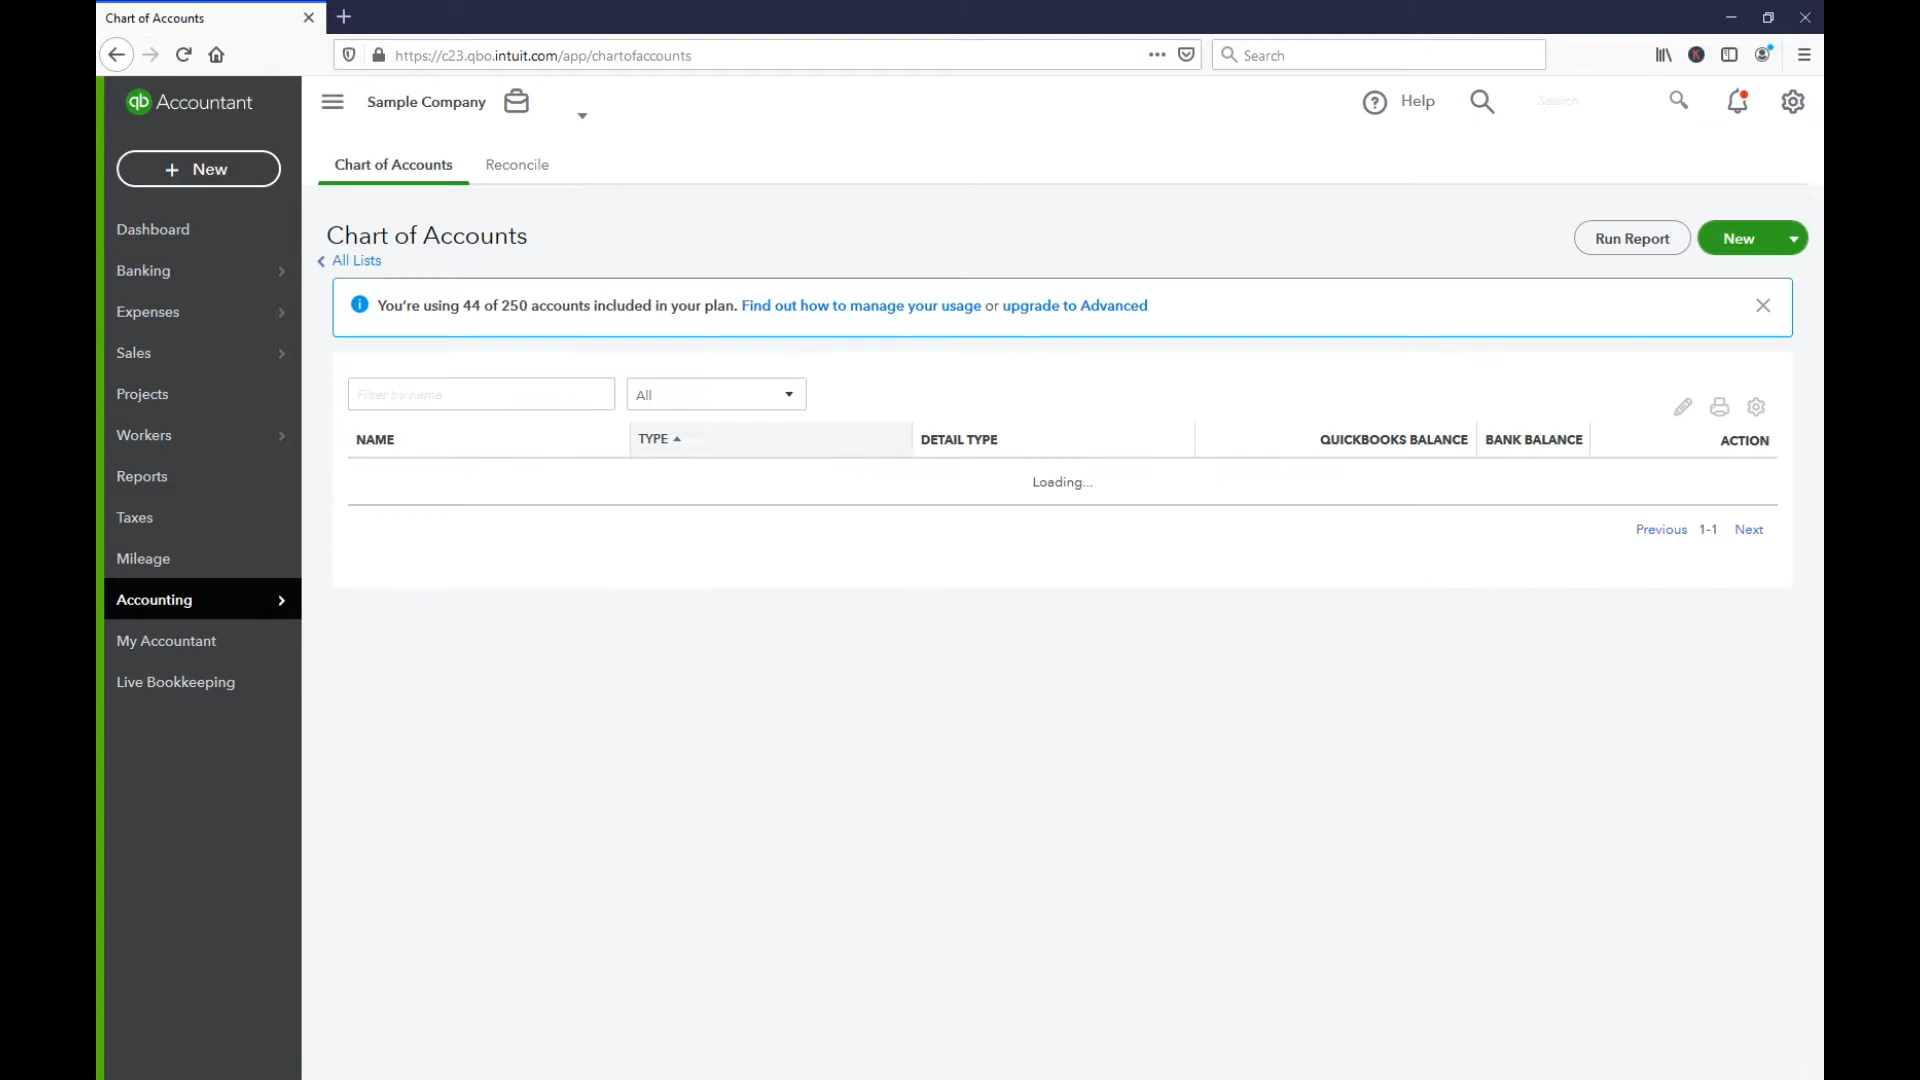 Chart of Accounts
https://c23.qbo.intuit.com/app/chartofaccounts
Search
qb Accountant
Sample Company
Help
Search
+ New
Chart of Accounts
Reconcile
Dashboard
Banking
Expenses
Sales
Projects
Workers
Reports
Taxes
Mileage
Accounting
My Accountant
Live Bookkeeping
Chart of Accounts
All Lists
Run Report
New
You're using 44 of 250 accounts included in your plan. Find out how to manage your usage or upgrade to Advanced
Filter by name
All
NAME
TYPE
DETAIL TYPE
QUICKBOOKS BALANCE
BANK BALANCE
ACTION
Loading...
Previous 1-1 Next